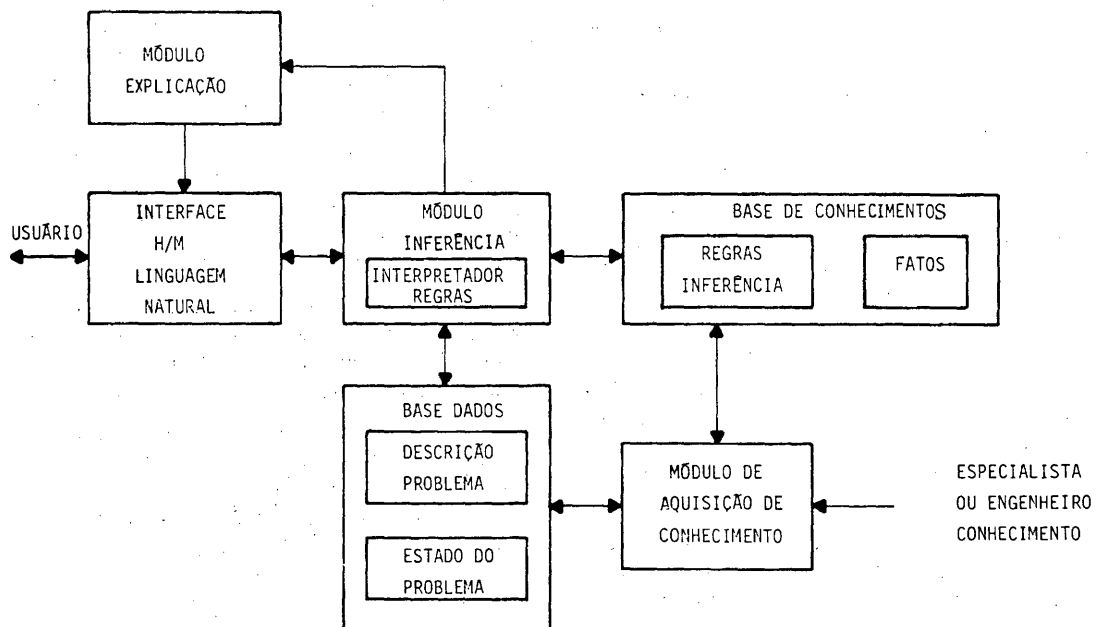 MÓDULO
EXPLICAÇÃO
USUÁRIO
INTERFACE
H/M
LINGUAGEM
NATURAL
MÓDULO
INFERÊNCIA
INTERPRETADOR
REGRAS
BASE DE CONHECIMENTOS
REGRAS
INFERÊNCIA
FATOS
BASE DADOS
DESCRIÇÃO
PROBLEMA
ESTADO DO
PROBLEMA
MÓDULO DE
AQUISIÇÃO DE
CONHECIMENTO
ESPECIALISTA
OU ENGENHEIRO
CONHECIMENTO